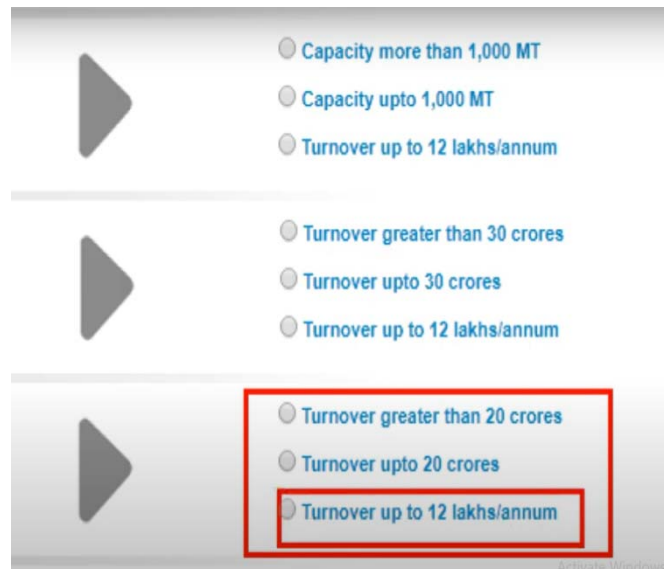 Capacity more than 1,000 MT
Capacity upto 1,000 MT
Turnover up to 12 lakhs/annum
Turnover greater than 30 crores
Turnover upto 30 crores
Turnover up to 12 lakhs/annum
Turnover greater than 20 crores
Turnover upto 20 crores
Turnover up to 12 lakhs/annum
Activate Windows